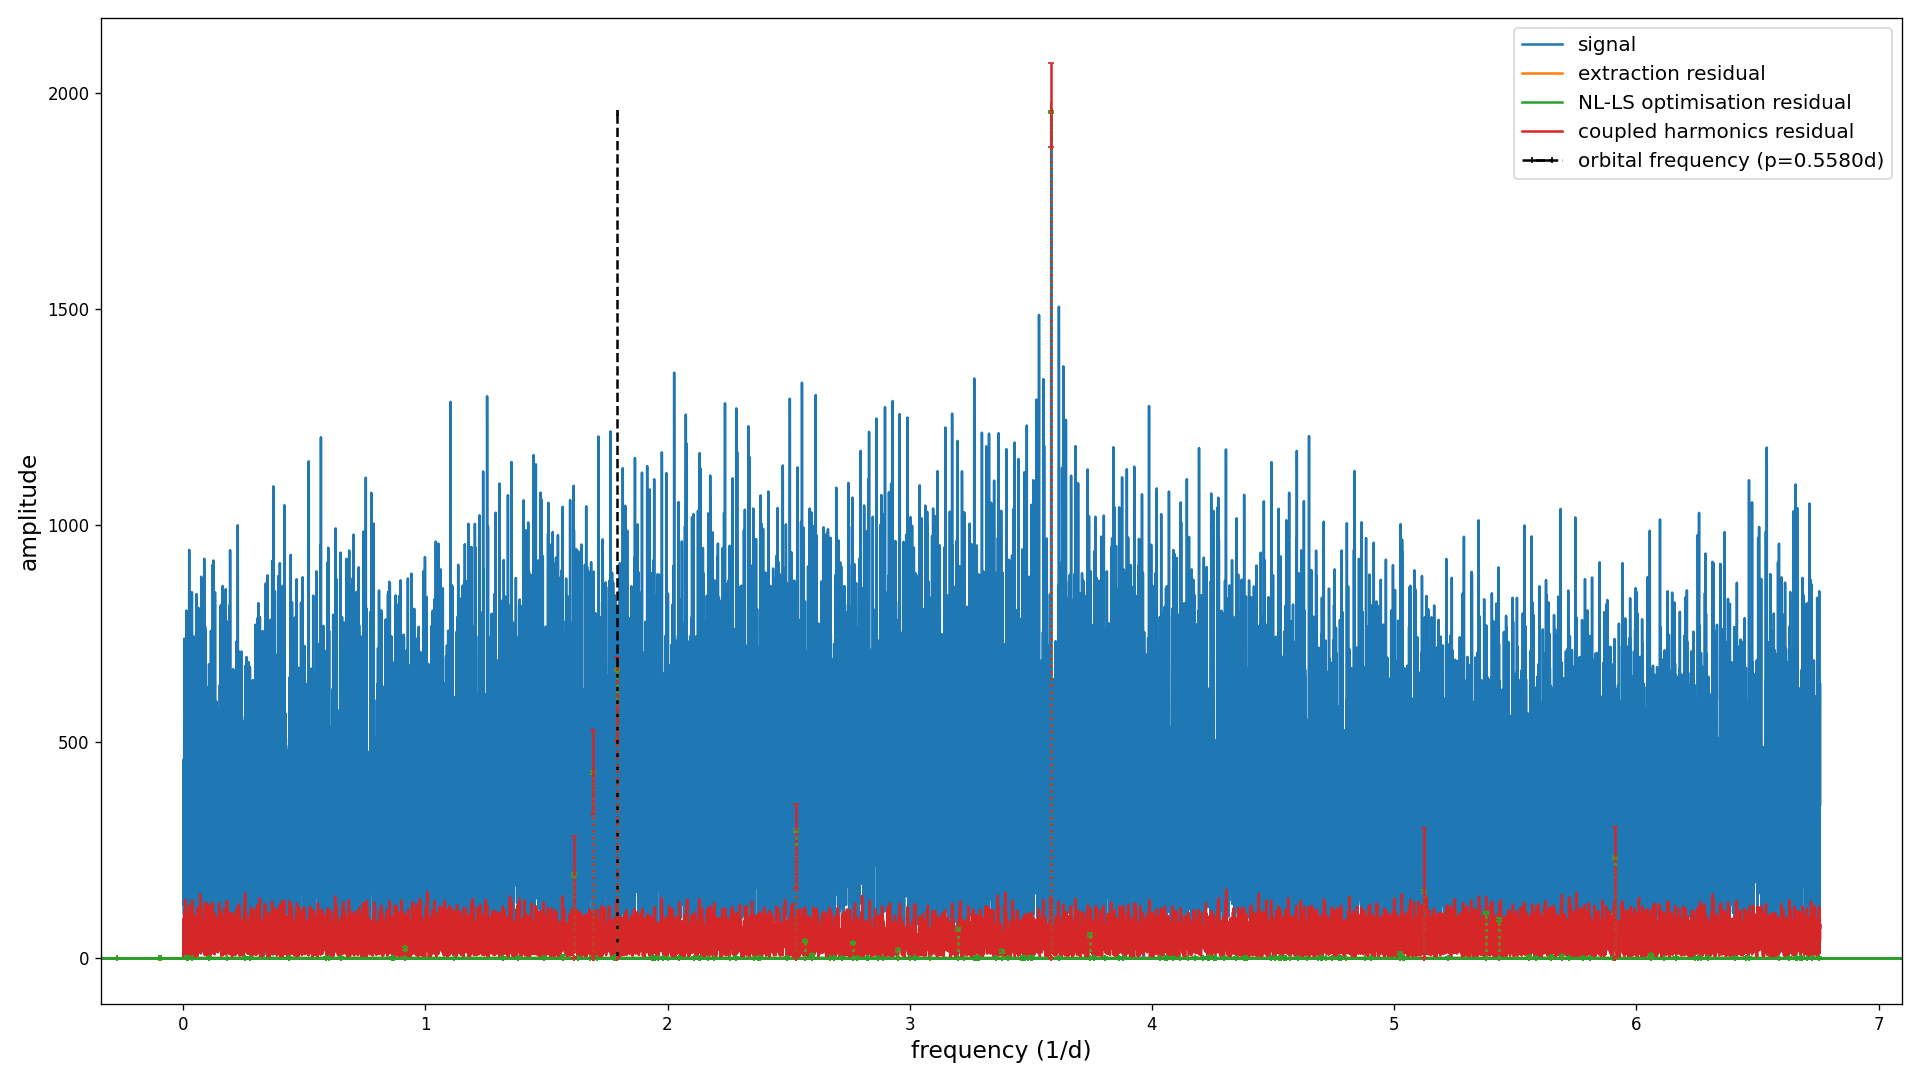 signal
extraction residual
NL-LS optimisation residual
coupled harmonics residual
orbital frequency (p=0.5580d)
2000
1500
1000
500
0
amplitude
0 1 2 3 4 5 6 7
frequency (1/d)